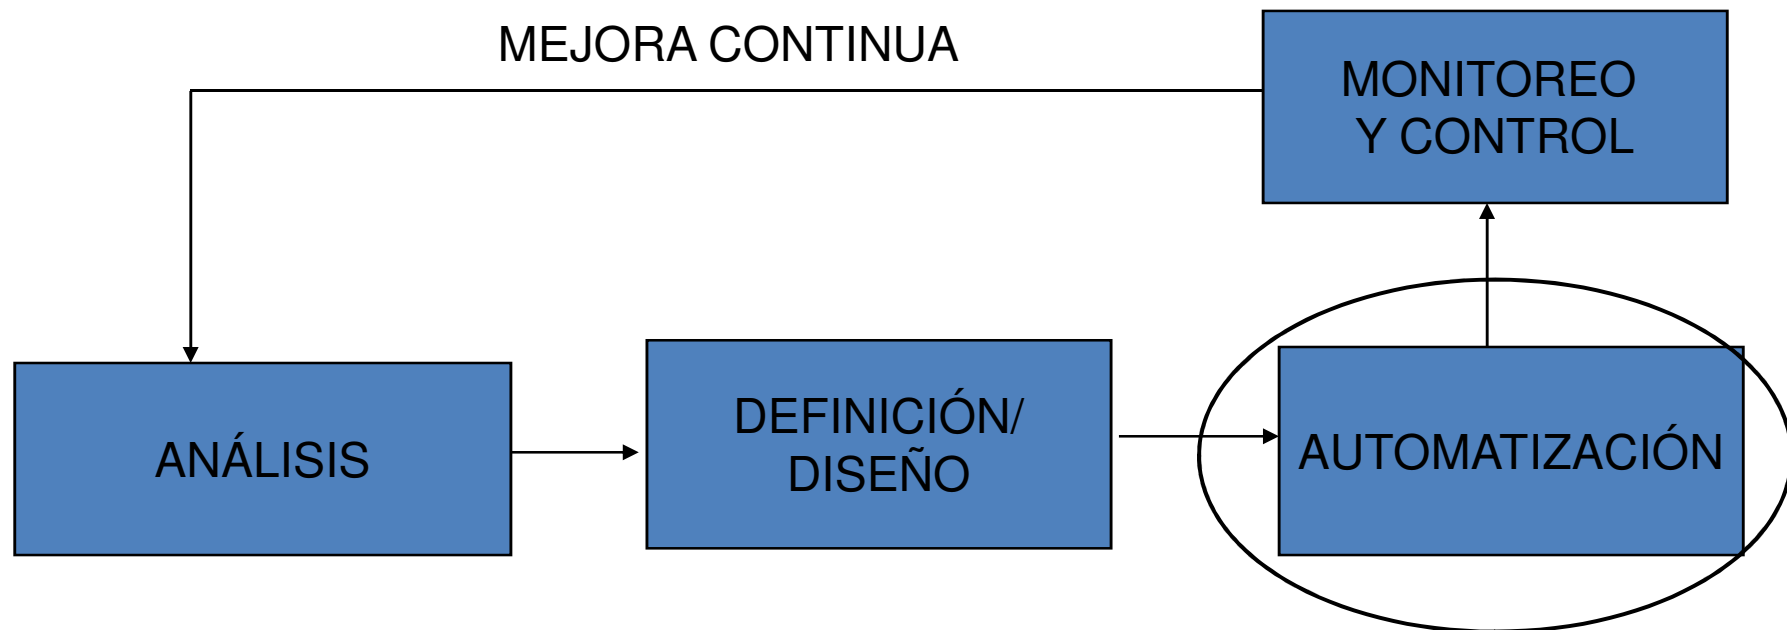 MEJORA CONTINUA
MONITOREO
Y CONTROL
ANÁLISIS
DEFINICIÓN/
DISEÑO
AUTOMATIZACIÓN